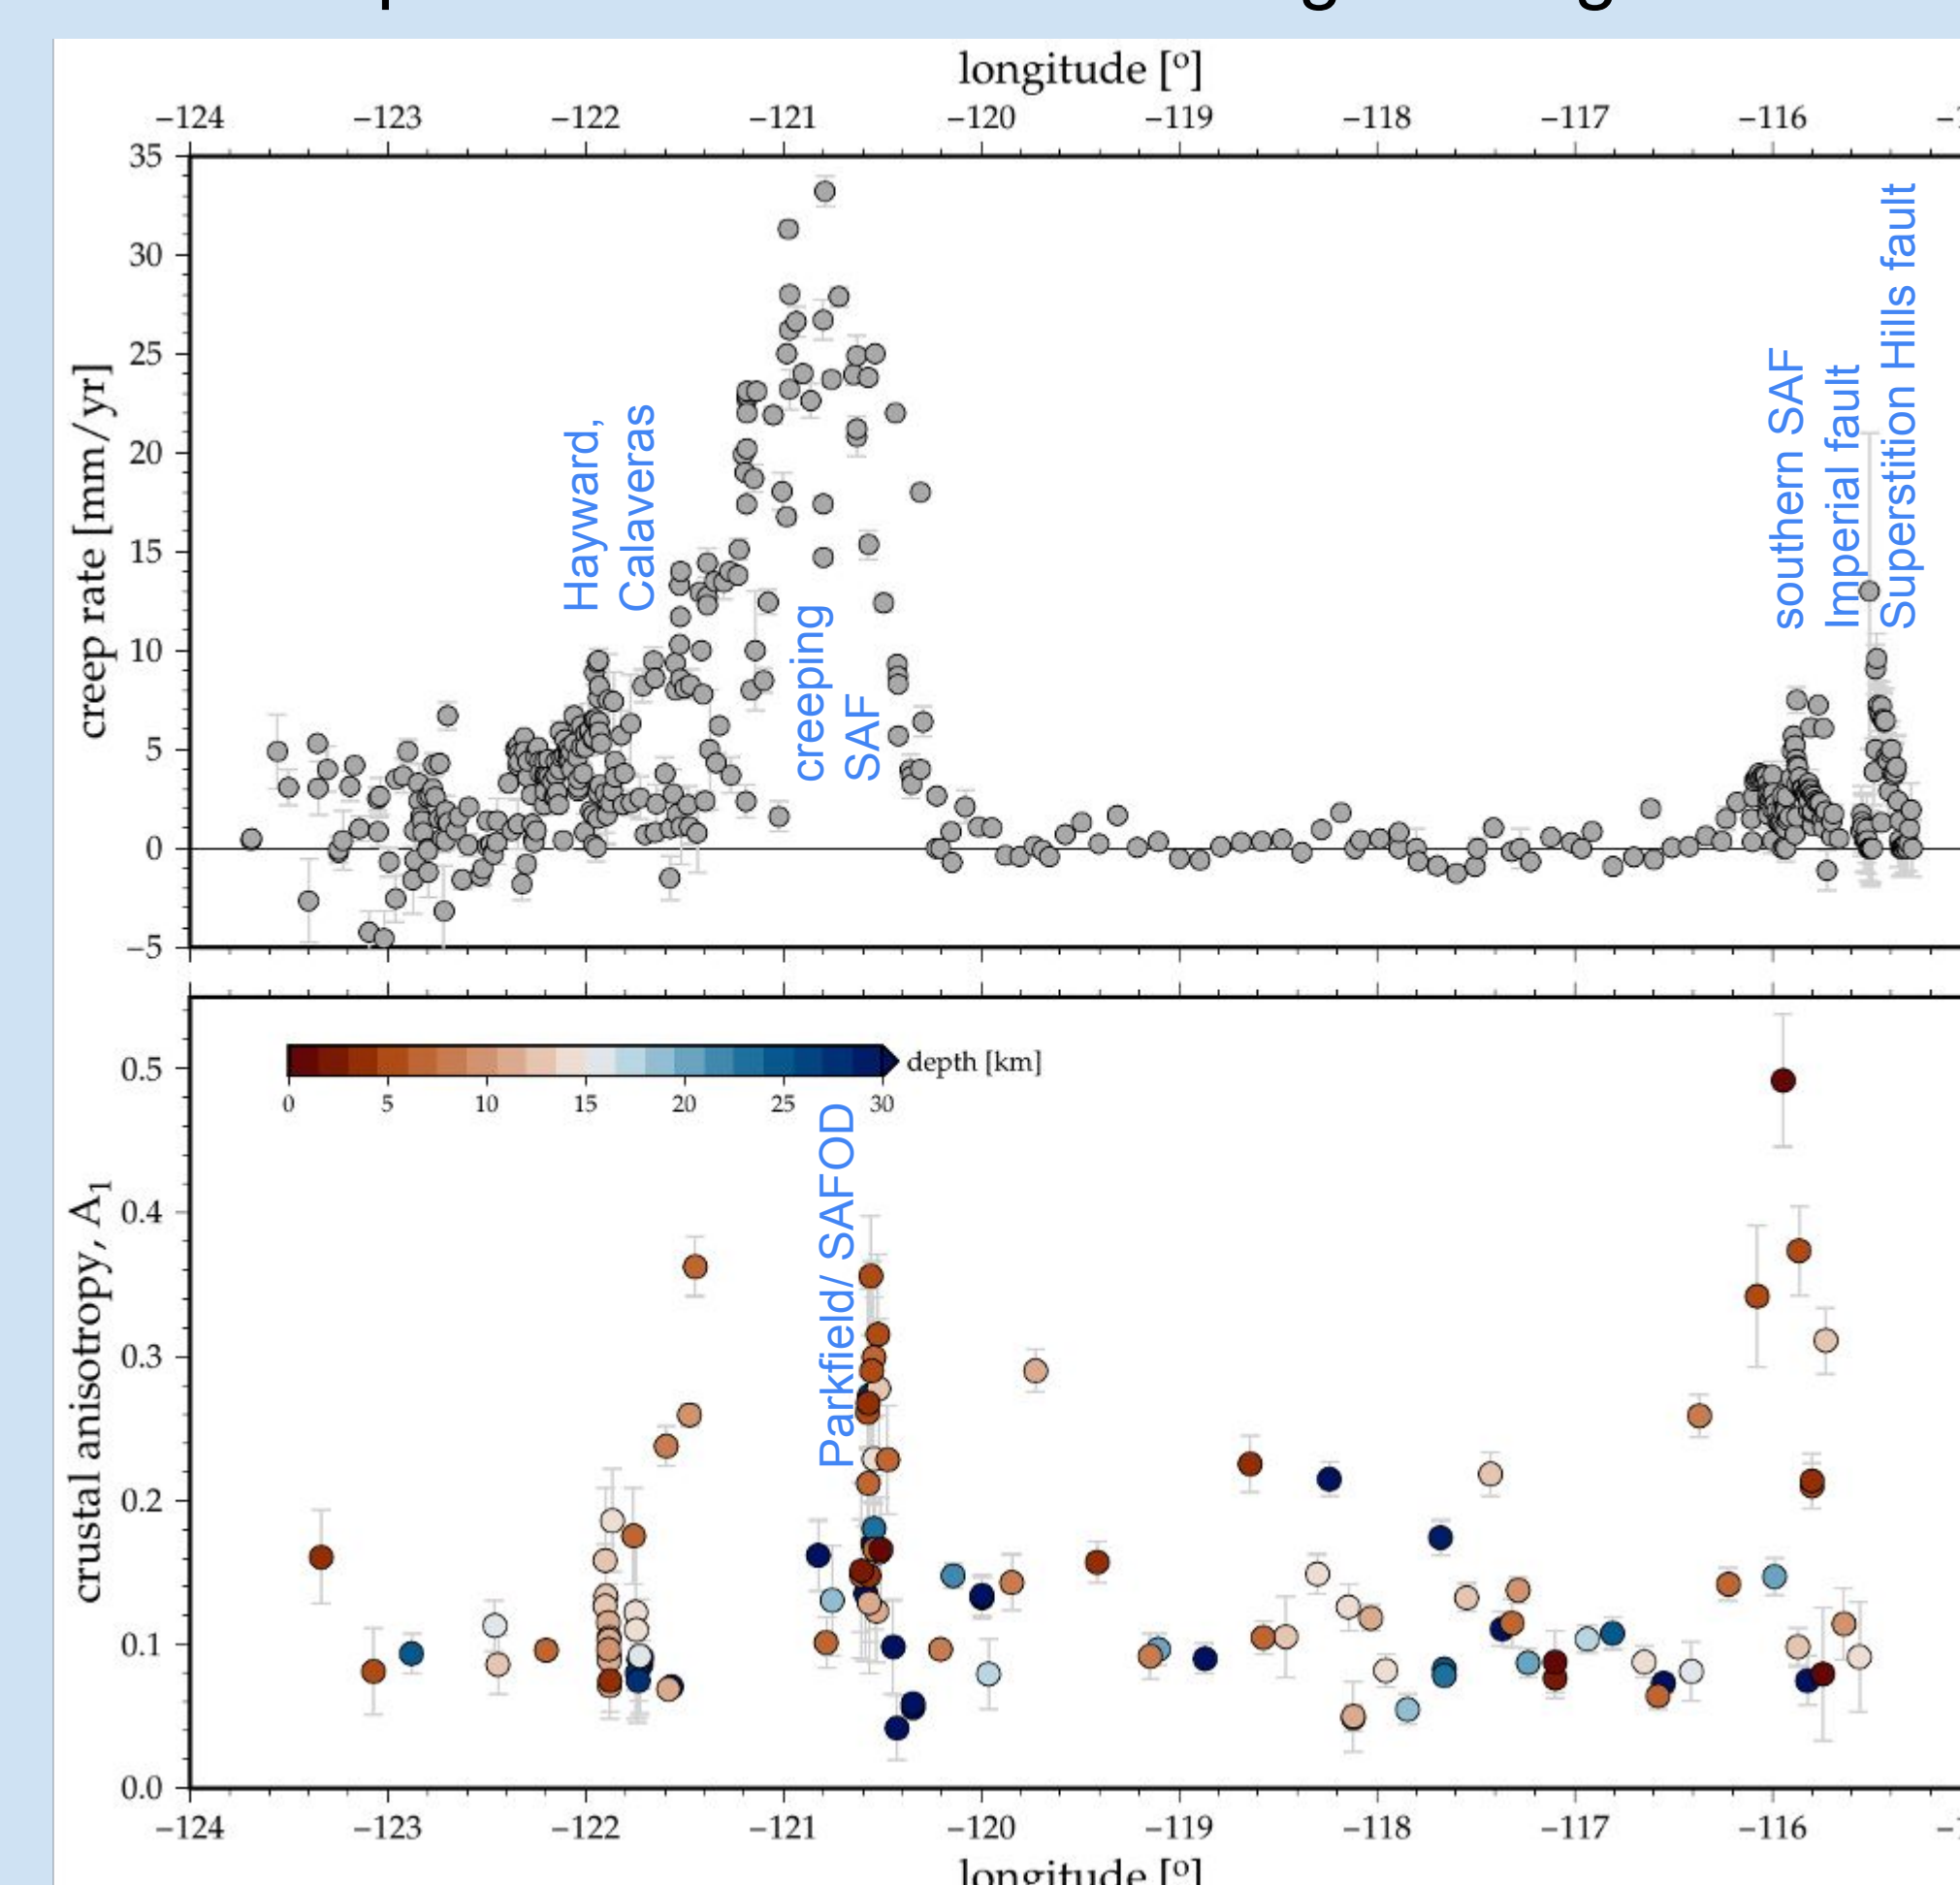 longitude [º]
−124 −123 −122 −121 −120 −119 −118 −117 −116
35
30
25
20
15
10
5
0
−5
creep rate [mm/yr]
Hayward,
Calaveras
creeping
SAF
southern SAF
Imperial fault
Superstition Hills fault
0.5
0.4
0.3
0.2
0.1
0.0
crustal anisotropy, A1
depth [km]
0 5 10 15 20 25 30
Parkfield/ SAFOD
−124 −123 −122 −121 −120 −119 −118 −117 −116
longitude [º]